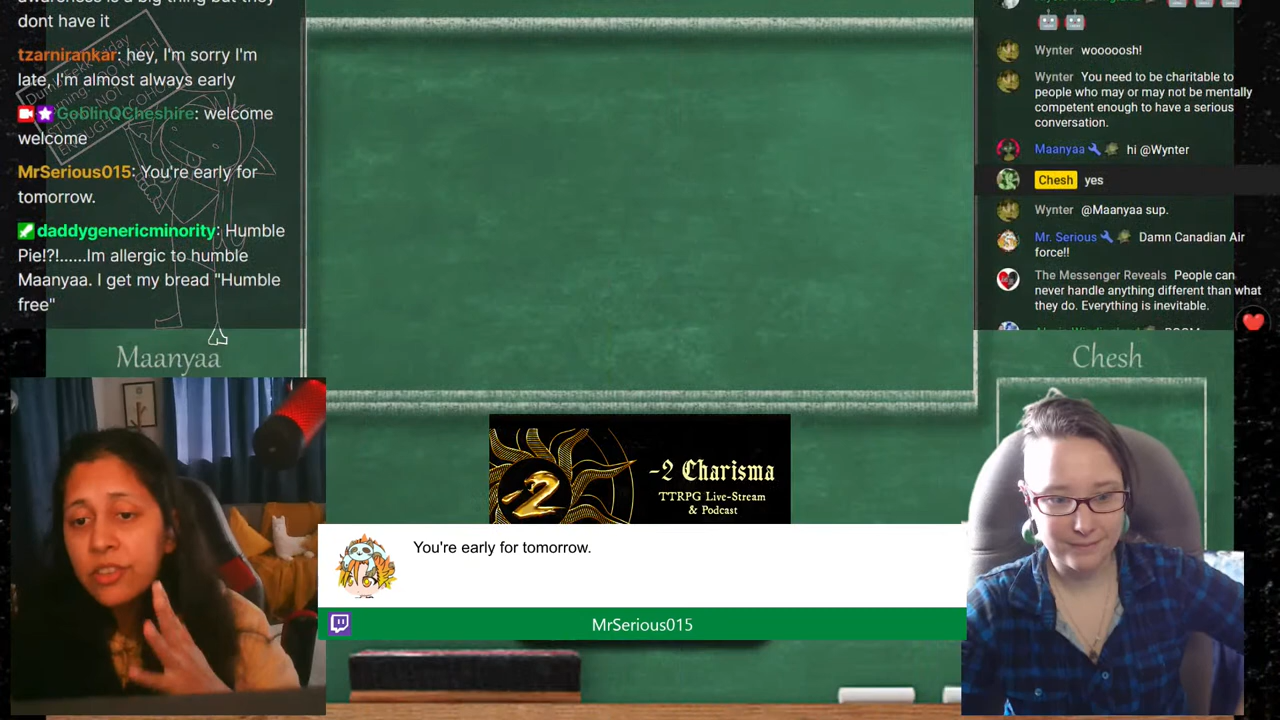 awareness is a big thing but they
dont have it
tzarnirankar: hey, I'm sorry I'm
late, I'm almost always early
GoblinQCheshire: welcome
welcome
MrSerious015: You're early for
tomorrow.
daddygenericminority: Humble
Pie!?!......Im allergic to humble
Maanyaa. I get my bread "Humble
free"
Maanyaa
-2
-2 Charisma
TTRPG Live-Stream
& Podcast
You're early for tomorrow.
MrSerious015
Wynter wooooosh!
Wynter You need to be charitable to
people who may or may not be mentally
competent enough to have a serious
conversation.
Maanyaa hi @Wynter
Chesh yes
Wynter @Maanyaa sup.
Mr. Serious Damn Canadian Air
force!!
The Messenger Reveals People can
never handle anything different than what
they do. Everything is inevitable.
Chesh